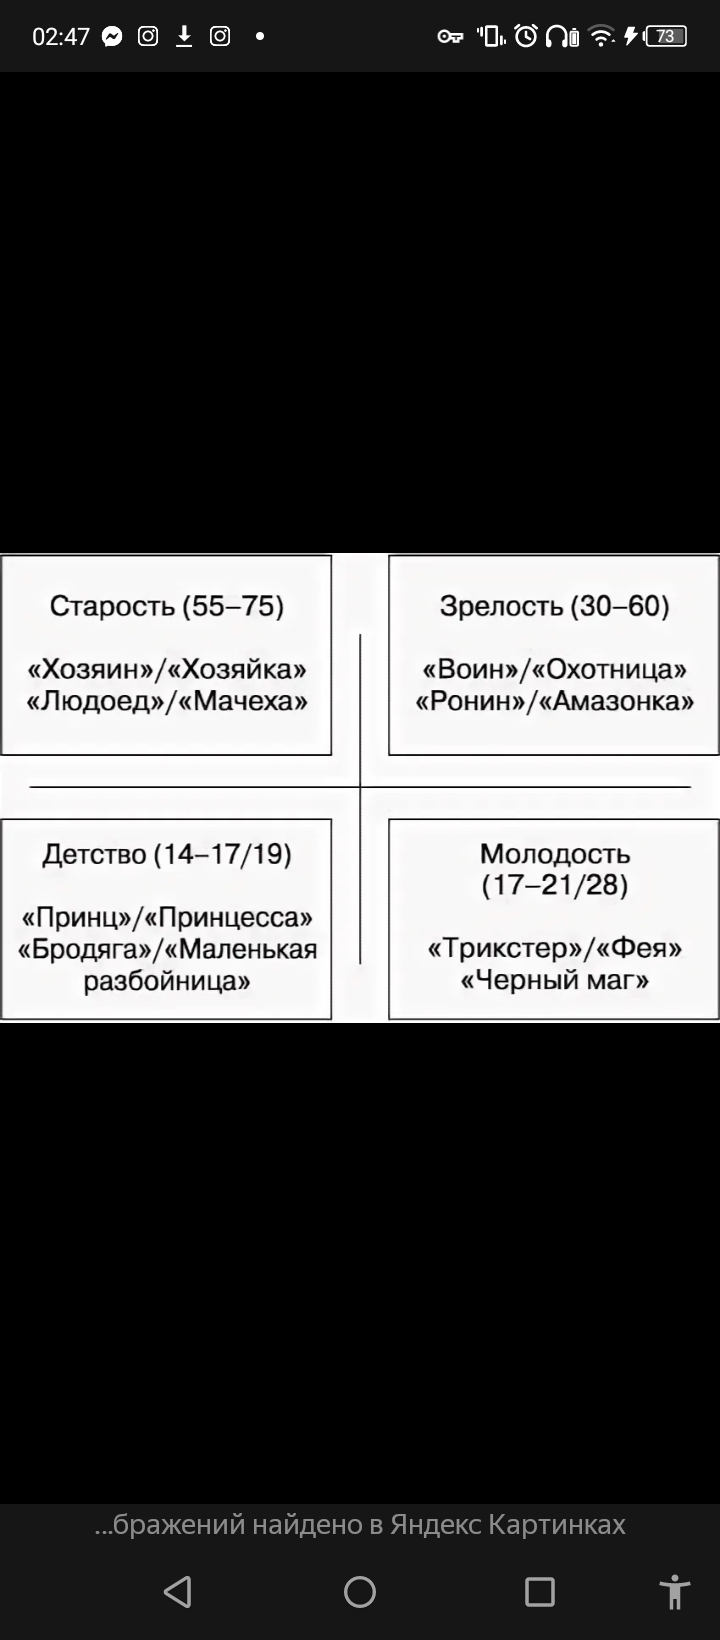 02:47
73
Старость (55–75)
«Хозяин»/«Хозяйка»
«Людоед»/«Мачеха»
Зрелость (30–60)
«Воин»/«Охотница»
«Ронин»/«Амазонка»
Детство (14–17/19)
«Принц»/«Принцесса»
«Бродяга»/«Маленькая
разбойница»
Молодость
(17–21/28)
«Трикстер»/«Фея»
«Черный маг»
...бражений найдено в Яндекс Картинках